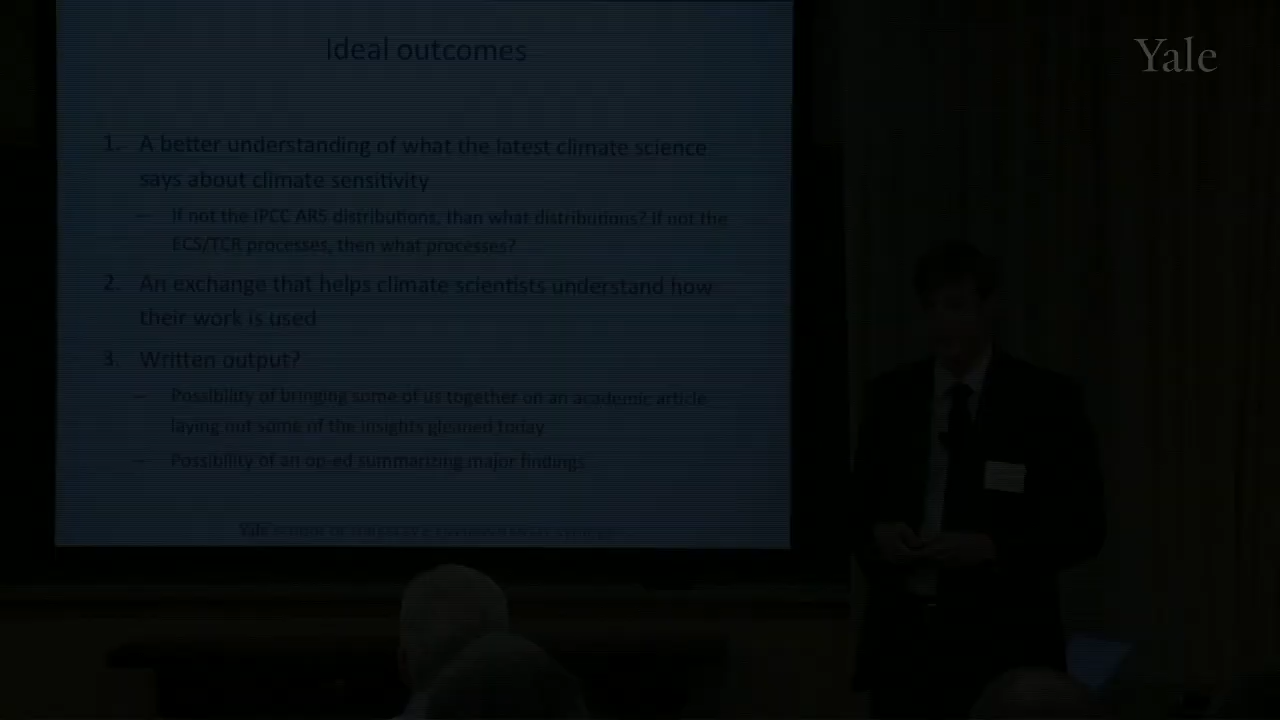 Ideal outcomes
Yale
1. A better understanding of what the latest climate science
says about climate sensitivity
— If not the IPCC AR5 distributions, than what distributions? If not the
ECS/TCR processes, then what processes?
2. An exchange that helps climate scientists understand how
their work is used
3. Written output?
— Possibility of bringing some of us together on an academic article
laying out some of the insights gleaned today
— Possibility of an op-ed summarizing major findings
Yale